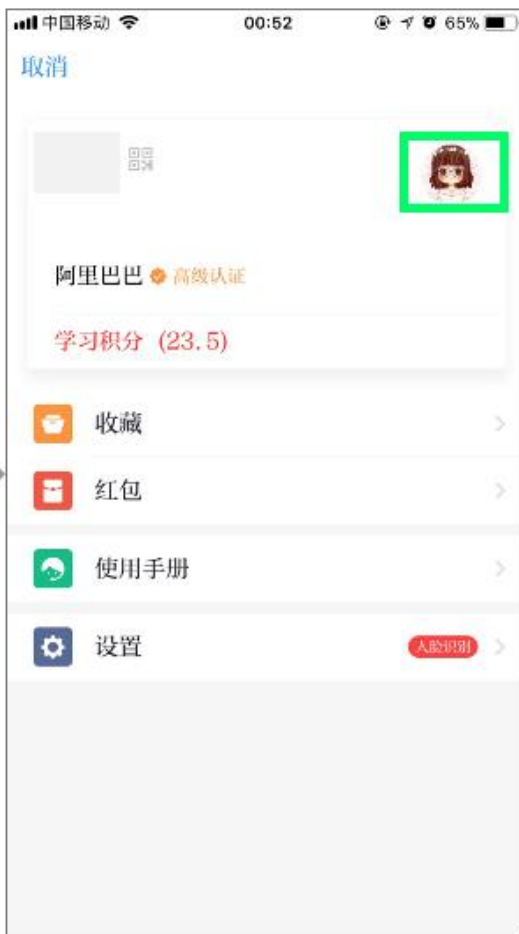 中国移动 00:52 65%
取消
阿里巴巴 高级认证
学习积分 (23.5)
收藏
红包
使用手册
设置 人脸识别